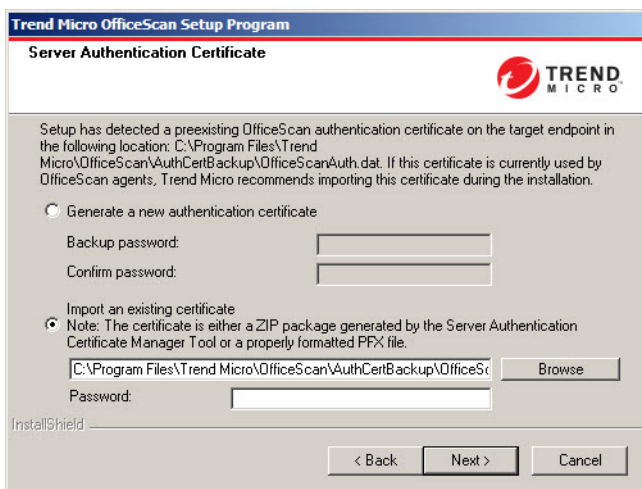 Trend Micro OfficeScan Setup Program
Server Authentication Certificate
TREND
MICRO
Setup has detected a preexisting OfficeScan authentication certificate on the target endpoint in
the following location: C:\Program Files\Trend
Micro\OfficeScan\AuthCertBackup\OfficeScanAuth.dat. If this certificate is currently used by
OfficeScan agents, Trend Micro recommends importing this certificate during the installation.
Generate a new authentication certificate
Backup password:
Confirm password:
Import an existing certificate
Note: The certificate is either a ZIP package generated by the Server Authentication
Certificate Manager Tool or a properly formatted PFX file.
C:\Program Files\Trend Micro\OfficeScan\AuthCertBackup\OfficeSc
Browse
Password:
InstallShield
< Back
Next >
Cancel